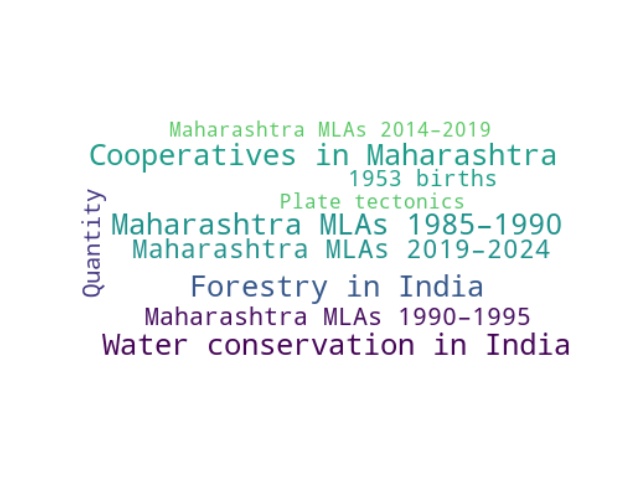 Maharashtra MLAs 2014–2019
Cooperatives in Maharashtra
1953 births
Plate tectonics
Quantity
Maharashtra MLAs 1985–1990
Maharashtra MLAs 2019–2024
Forestry in India
Maharashtra MLAs 1990–1995
Water conservation in India